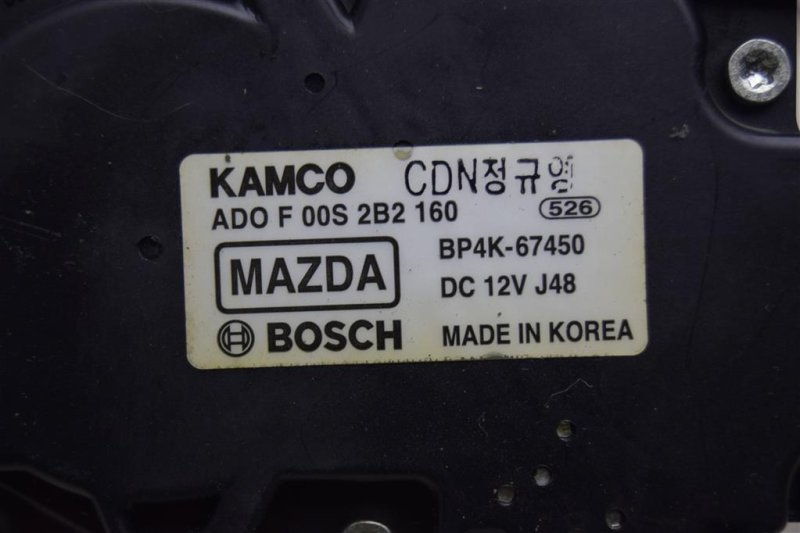 KAMCO CDN정규영
ADO F 00S 2B2 160 526
MAZDA BP4K-67450
DC 12V J48
BOSCH MADE IN KOREA